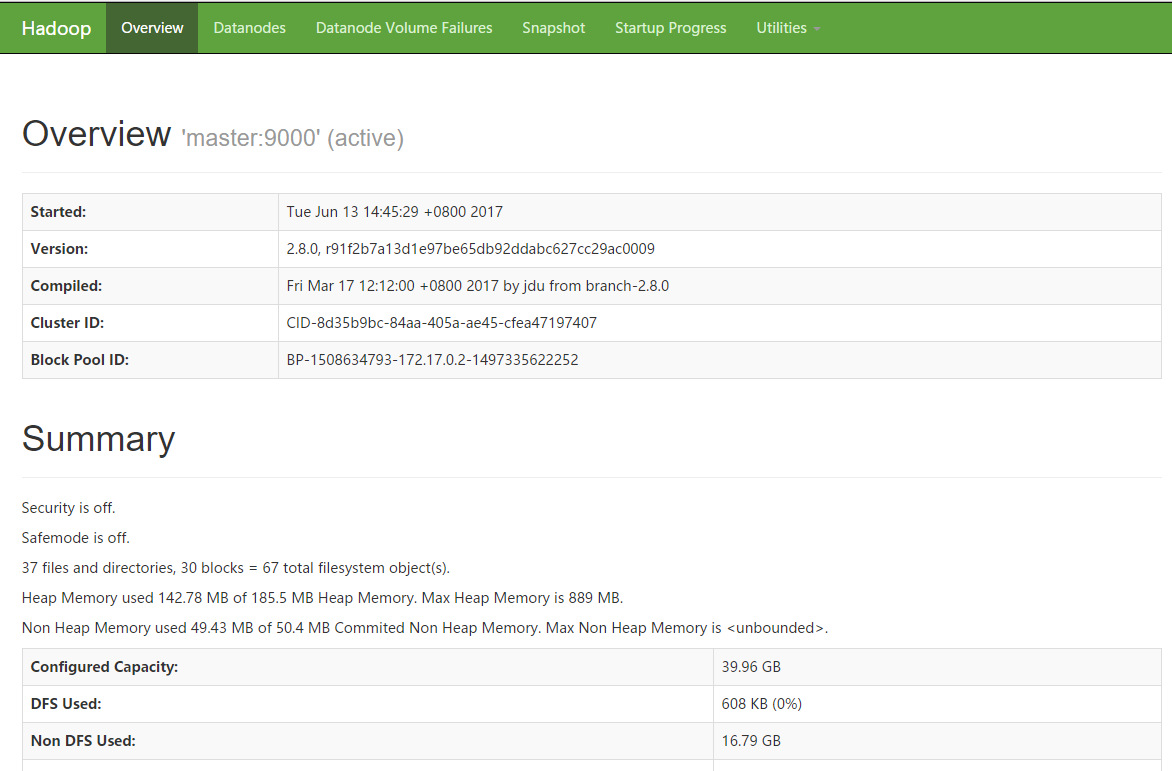 Hadoop Overview Datanodes Datanode Volume Failures Snapshot Startup Progress Utilities
Overview 'master:9000' (active)
Started: Tue Jun 13 14:45:29 +0800 2017
Version: 2.8.0, r91f2b7a13d1e97be65db92ddabc627cc29ac0009
Compiled: Fri Mar 17 12:12:00 +0800 2017 by jdu from branch-2.8.0
Cluster ID: CID-8d35b9bc-84aa-405a-ae45-cfea47197407
Block Pool ID: BP-1508634793-172.17.0.2-1497335622252
Summary
Security is off.
Safemode is off.
37 files and directories, 30 blocks = 67 total filesystem object(s).
Heap Memory used 142.78 MB of 185.5 MB Heap Memory. Max Heap Memory is 889 MB.
Non Heap Memory used 49.43 MB of 50.4 MB Commited Non Heap Memory. Max Non Heap Memory is <unbounded>.
Configured Capacity: 39.96 GB
DFS Used: 608 KB (0%)
Non DFS Used: 16.79 GB